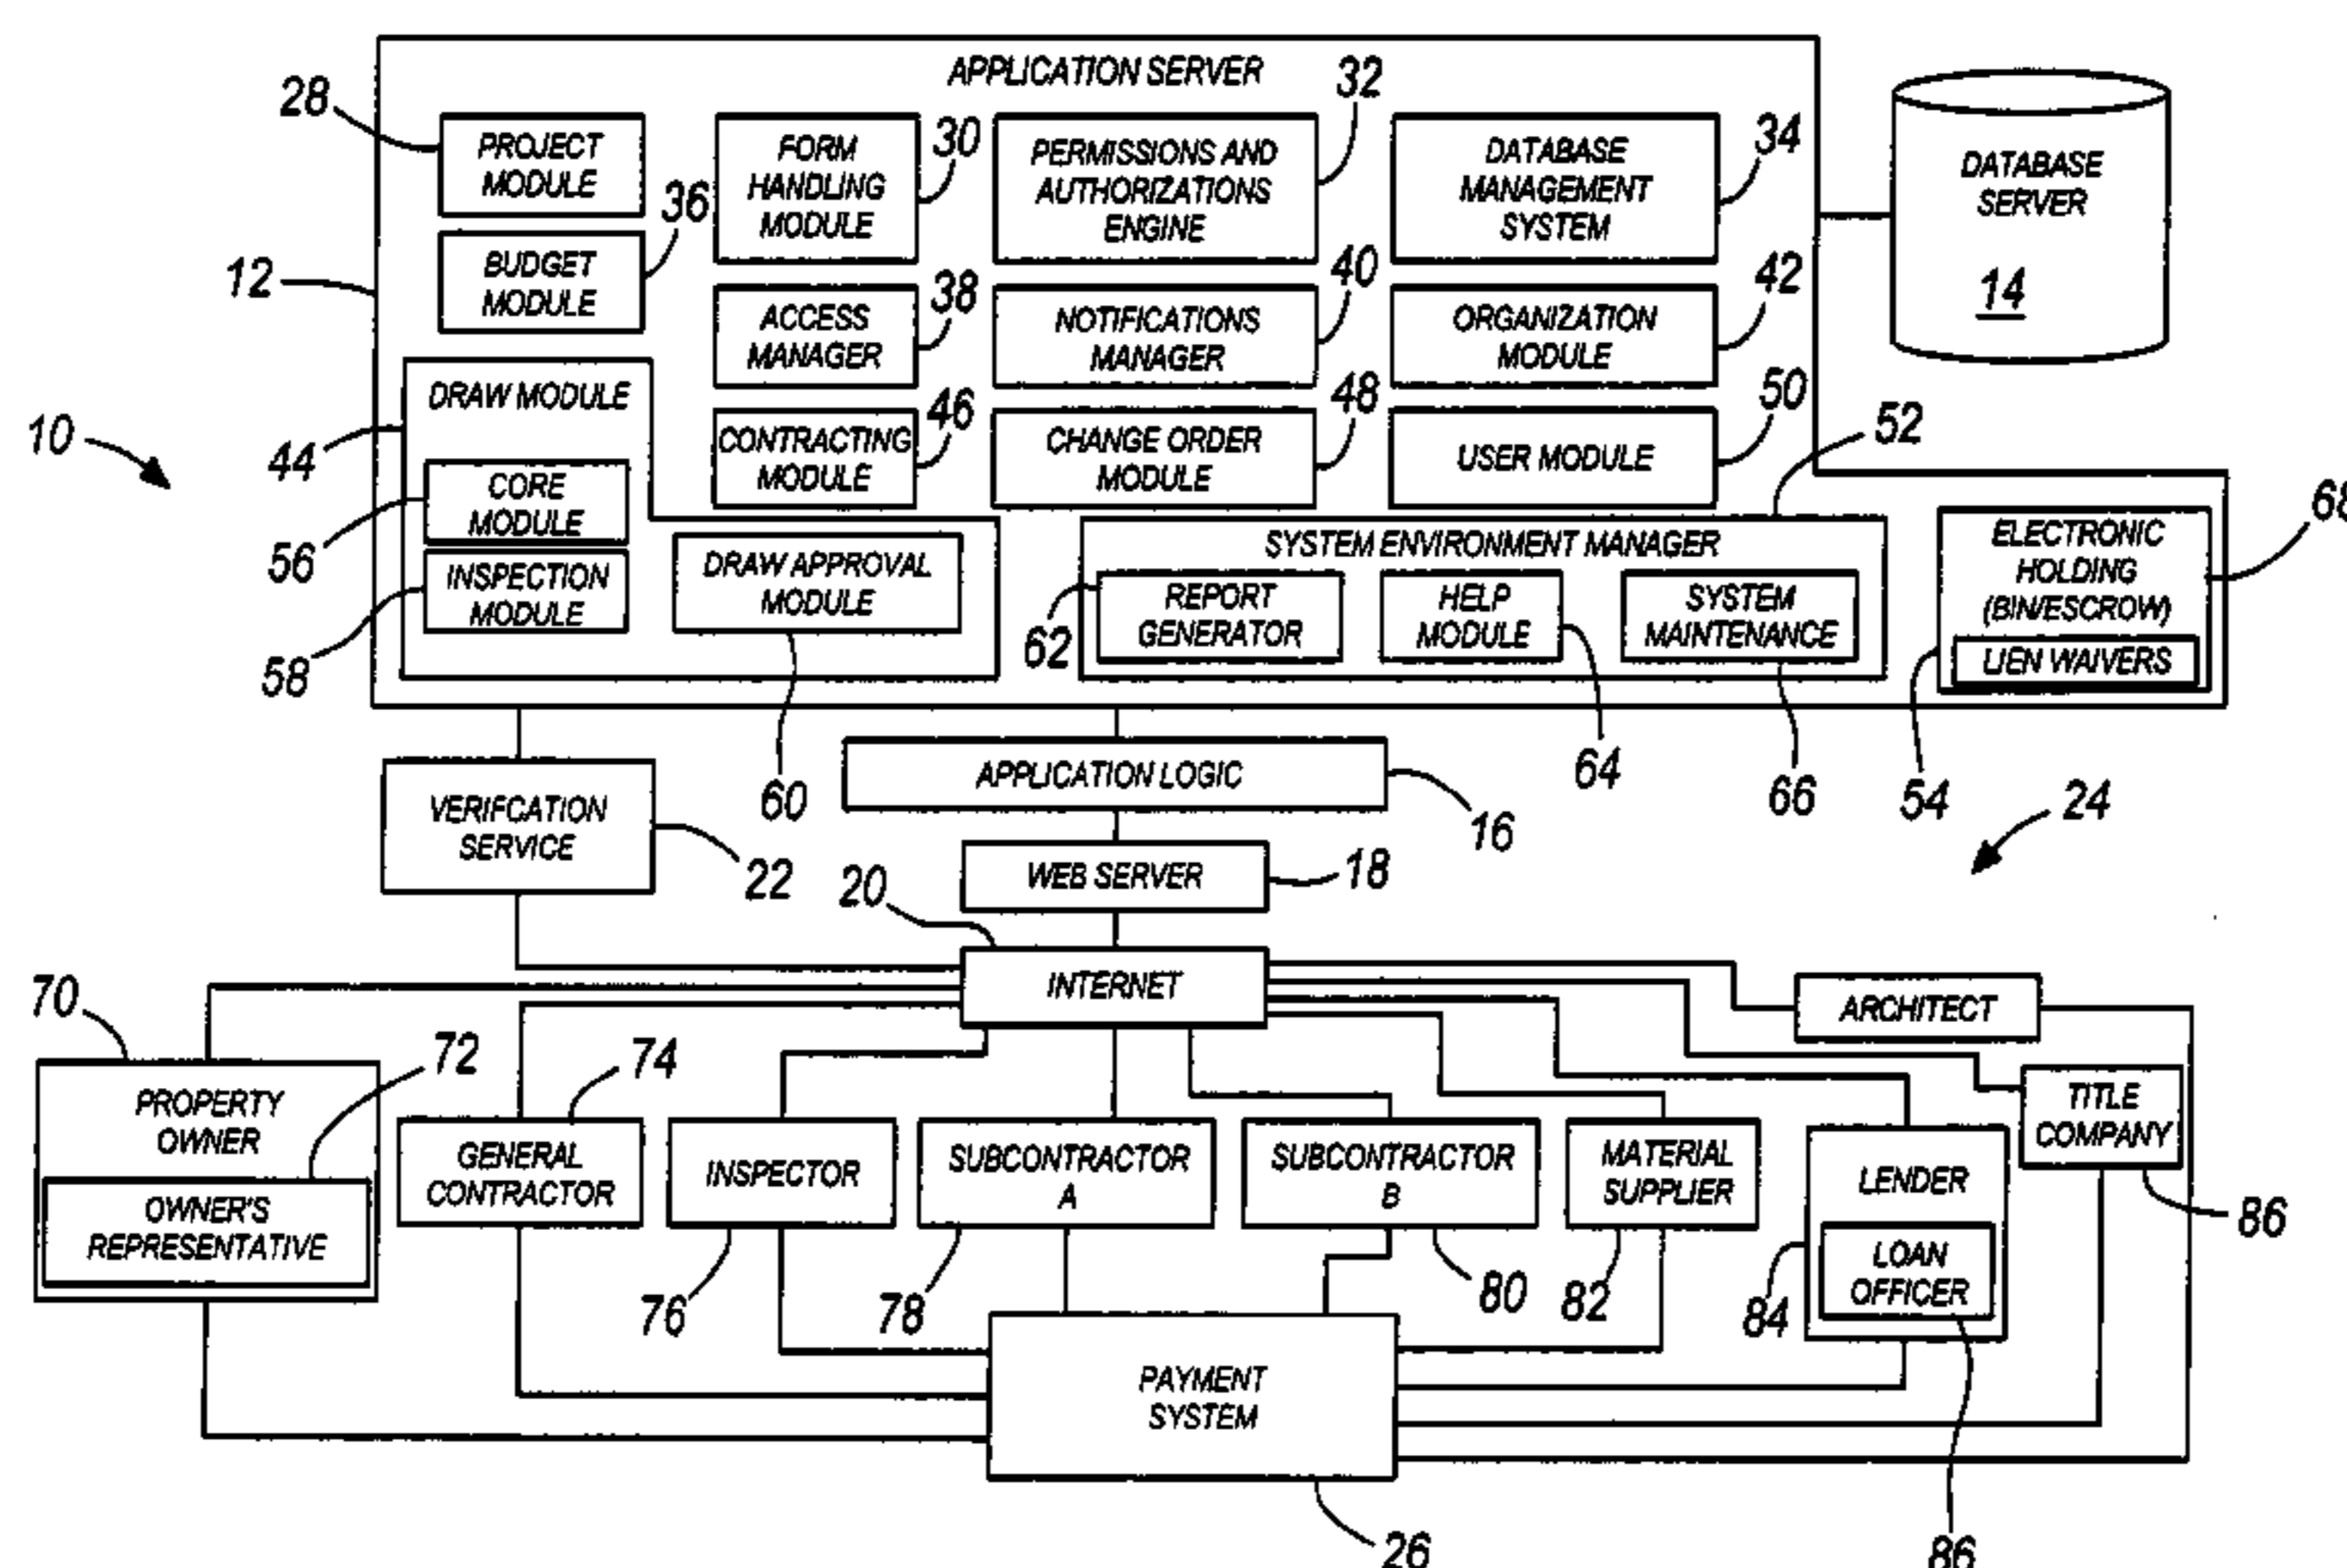 APPLICATION SERVER
28
PROJECT
MODULE
FORM
HANDLING
MODULE
30
PERMISSIONS AND
AUTHORIZATIONS
ENGINE
32
DATABASE
MANAGEMENT
SYSTEM
34
DATABASE
SERVER
14
36
BUDGET
MODULE
12
ACCESS
MANAGER
38
NOTIFICATIONS
MANAGER
40
ORGANIZATION
MODULE
42
10
44
DRAW MODULE
CONTRACTING
MODULE
46
CHANGE ORDER
MODULE
48
USER MODULE
50
52
CORE
MODULE
56
INSPECTION
MODULE
58
DRAW APPROVAL
MODULE
60
SYSTEM ENVIRONMENT MANAGER
62
REPORT
GENERATOR
HELP
MODULE
64
SYSTEM
MAINTENANCE
66
ELECTRONIC
HOLDING
(BIN/ESCROW)
68
LIEN WAIVERS
54
24
VERIFCATION
SERVICE
22
APPLICATION LOGIC
16
WEB SERVER
18
20
INTERNET
ARCHITECT
70
PROPERTY
OWNER
72
OWNER'S
REPRESENTATIVE
74
GENERAL
CONTRACTOR
INSPECTOR
76
SUBCONTRACTOR
A
78
SUBCONTRACTOR
B
80
MATERIAL
SUPPLIER
82
LENDER
84
LOAN
OFFICER
86
TITLE
COMPANY
86
PAYMENT
SYSTEM
26